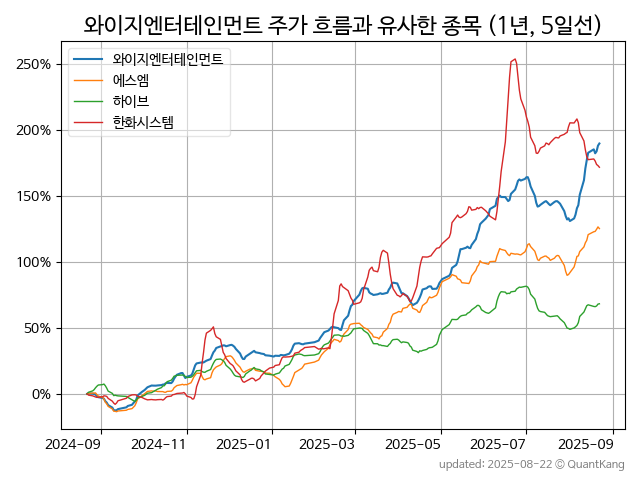 와이지엔터테인먼트 주가 흐름과 유사한 종목 (1년, 5일선)
와이지엔터테인먼트
에스엠
하이브
한화시스템
250%
200%
150%
100%
50%
0%
2024-09 2024-11 2025-01 2025-03 2025-05 2025-07 2025-09
updated: 2025-08-22 © QuantKang